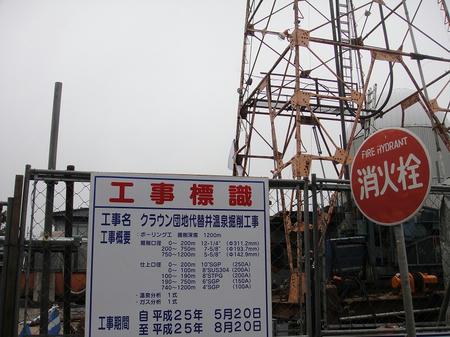 工事標識
工事名 クラウン団地代替井温泉掘削工事
工事概要 ボーリング工 掘削深度 1200m
掘削口径 0～ 200m 12-1/4" (Φ311.2mm)
200～ 750m 7-5/8" (Φ193.7mm)
750～1200m 5-5/8" (Φ142.9mm)
仕上口径 0～ 200m 10"SGP (250A)
0～ 100m 8"SUS304 (200A)
100～ 190m 8"STPG (200A)
190～ 750m 6"SGP (150A)
740～1200m 4"SGP (100A)
・温泉分析 1式
・ガス分析 1式
工事期間 自 平成25年 5月20日
至 平成25年 8月20日
FIRE HYDRANT
消火栓